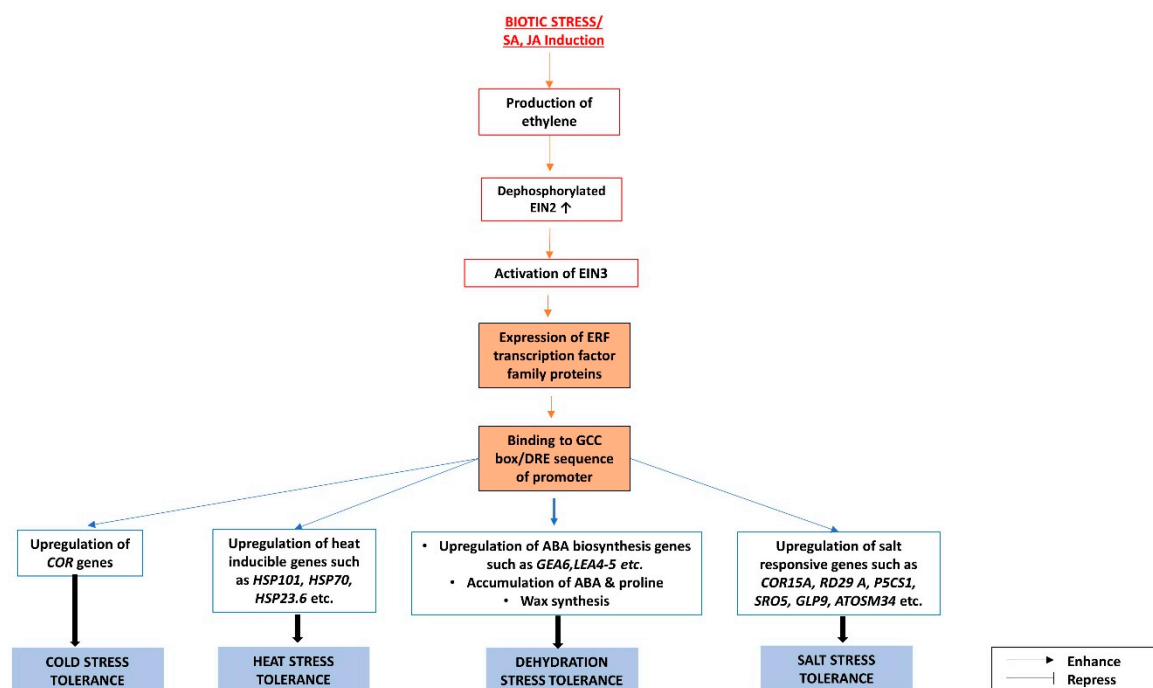 BIOTIC STRESS/
SA, JA Induction
Production of
ethylene
Dephosphorylated
EIN2 ↑
Activation of EIN3
Expression of ERF
transcription factor
family proteins
Binding to GCC
box/DRE sequence
of promoter
Upregulation of
COR genes
Upregulation of heat
inducible genes such
as HSP101, HSP70,
HSP23.6 etc.
• Upregulation of ABA biosynthesis genes
such as GEA6,LEA4-5 etc.
• Accumulation of ABA & proline
• Wax synthesis
Upregulation of salt
responsive genes such as
COR15A, RD29 A, P5CS1,
SRO5, GLP9, ATOSM34 etc.
COLD STRESS
TOLERANCE
HEAT STRESS
TOLERANCE
DEHYDRATION
STRESS TOLERANCE
SALT STRESS
TOLERANCE
Enhance
Repress